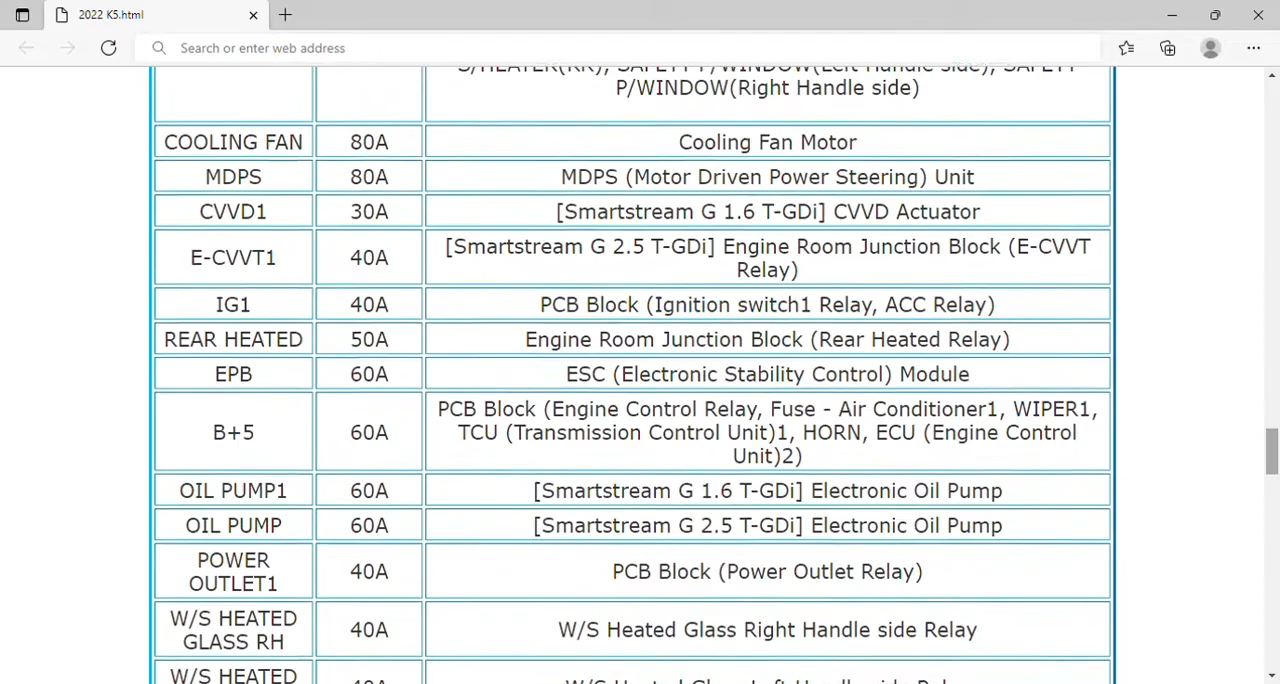 2022 K5.html
Search or enter web address
S/HEATER(RR), SAFETY P/WINDOW(Left Handle side), SAFETY
P/WINDOW(Right Handle side)
COOLING FAN 80A Cooling Fan Motor
MDPS 80A MDPS (Motor Driven Power Steering) Unit
CVVD1 30A [Smartstream G 1.6 T-GDi] CVVD Actuator
E-CVVT1 40A [Smartstream G 2.5 T-GDi] Engine Room Junction Block (E-CVVT
Relay)
IG1 40A PCB Block (Ignition switch1 Relay, ACC Relay)
REAR HEATED 50A Engine Room Junction Block (Rear Heated Relay)
EPB 60A ESC (Electronic Stability Control) Module
B+5 60A PCB Block (Engine Control Relay, Fuse - Air Conditioner1, WIPER1,
TCU (Transmission Control Unit)1, HORN, ECU (Engine Control
Unit)2)
OIL PUMP1 60A [Smartstream G 1.6 T-GDi] Electronic Oil Pump
OIL PUMP 60A [Smartstream G 2.5 T-GDi] Electronic Oil Pump
POWER
OUTLET1 40A PCB Block (Power Outlet Relay)
W/S HEATED
GLASS RH 40A W/S Heated Glass Right Handle side Relay
W/S HEATED 40A W/S Heated Glass Left Handle side Relay